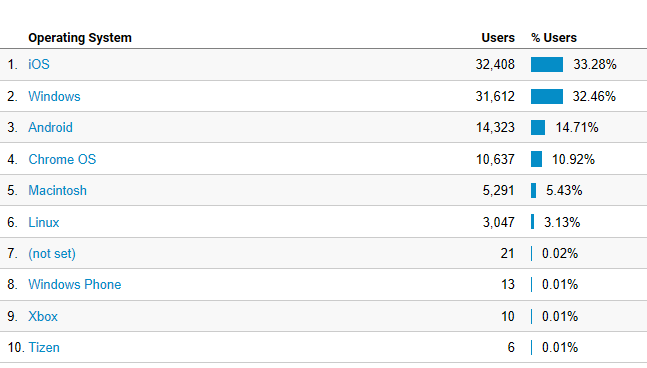 Operating System Users % Users
1. iOS 32,408 33.28%
2. Windows 31,612 32.46%
3. Android 14,323 14.71%
4. Chrome OS 10,637 10.92%
5. Macintosh 5,291 5.43%
6. Linux 3,047 3.13%
7. (not set) 21 0.02%
8. Windows Phone 13 0.01%
9. Xbox 10 0.01%
10. Tizen 6 0.01%